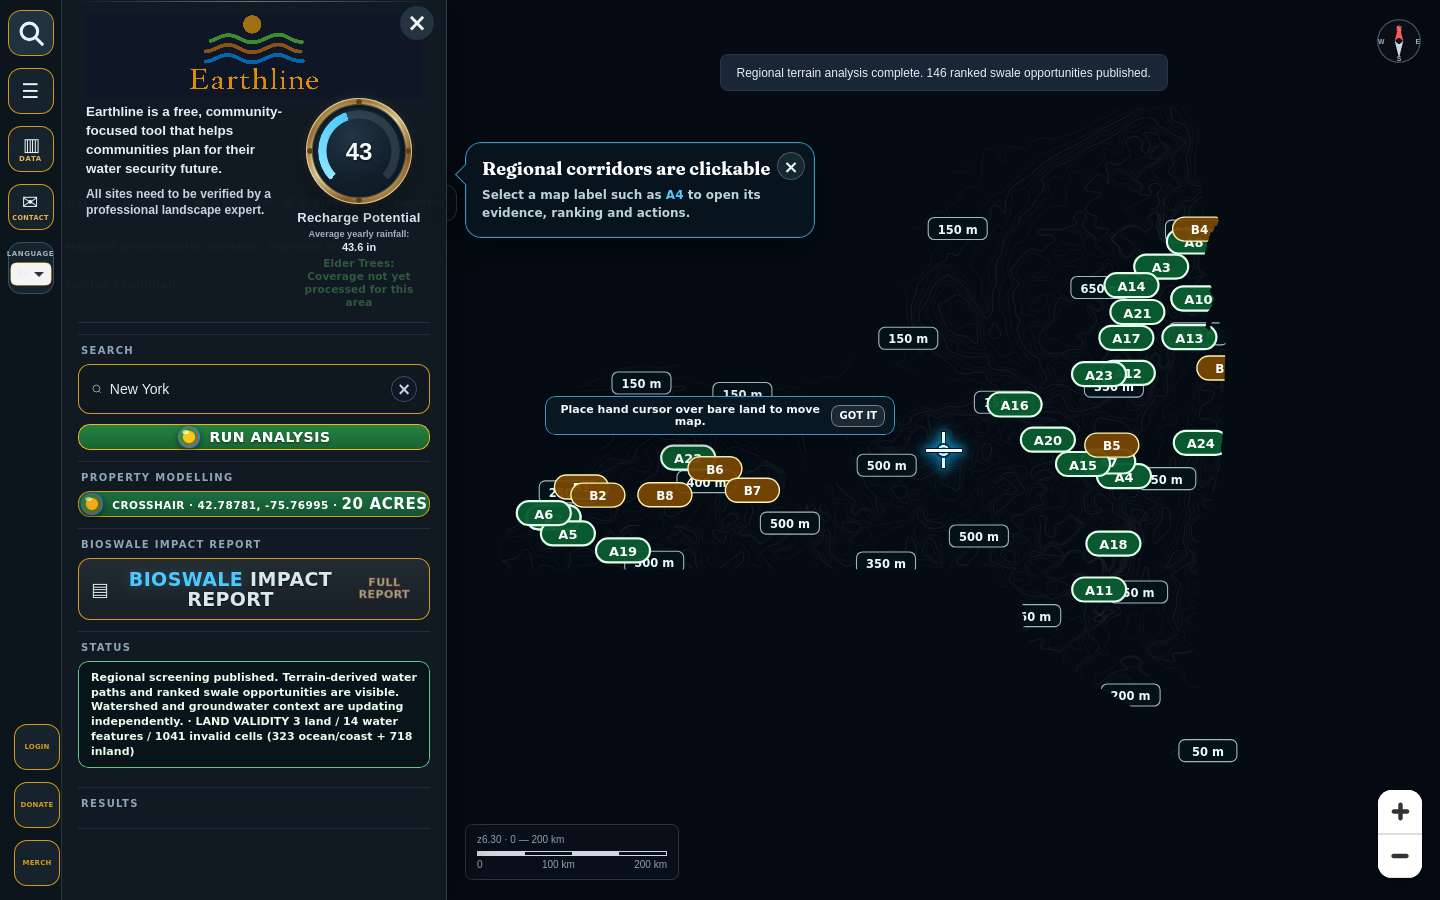 DATA
CONTACT
LANGUAGE
LOGIN
DONATE
MERCH
Earthline
Earthline is a free, community-
focused tool that helps
communities plan for their
water security future.
All sites need to be verified by a
professional landscape expert.
43
Recharge Potential
Average yearly rainfall:
43.6 in
Elder Trees:
Coverage not yet
processed for this
area
SEARCH
New York
RUN ANALYSIS
PROPERTY MODELLING
CROSSHAIR · 42.78781, -75.76995 · 20 ACRES
BIOSWALE IMPACT REPORT
BIOSWALE IMPACT
REPORT
FULL
REPORT
STATUS
Regional screening published. Terrain-derived water
paths and ranked swale opportunities are visible.
Watershed and groundwater context are updating
independently. · LAND VALIDITY 3 land / 14 water
features / 1041 invalid cells (323 ocean/coast + 718
inland)
RESULTS
Regional terrain analysis complete. 146 ranked swale opportunities published.
W
E
S
Regional corridors are clickable
Select a map label such as A4 to open its
evidence, ranking and actions.
150 m
B4
A8
A3
650
A14
A10
A21
150 m
A17
A13
150 m
150 m
A23
12
B
Place hand cursor over bare land to move
map.
GOT IT
A16
A20
B5
A24
500 m
A15
A4
50 m
B6
400 m
B2
B8
B7
A6
A5
500 m
A19
500 m
350 m
A18
A11
50 m
200 m
50 m
z6.30 · 0 — 200 km
0
100 km
200 km